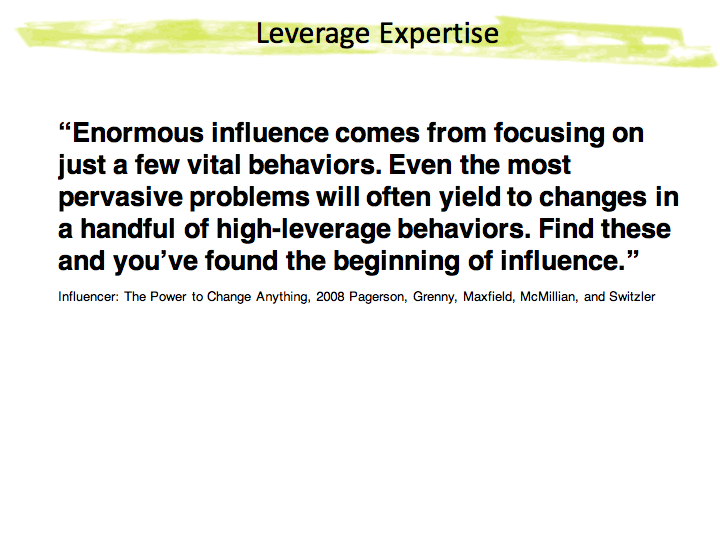 Leverage Expertise
“Enormous influence comes from focusing on
just a few vital behaviors. Even the most
pervasive problems will often yield to changes in
a handful of high-leverage behaviors. Find these
and you’ve found the beginning of influence.”
Influencer: The Power to Change Anything, 2008 Pagerson, Grenny, Maxfield, McMillian, and Switzler